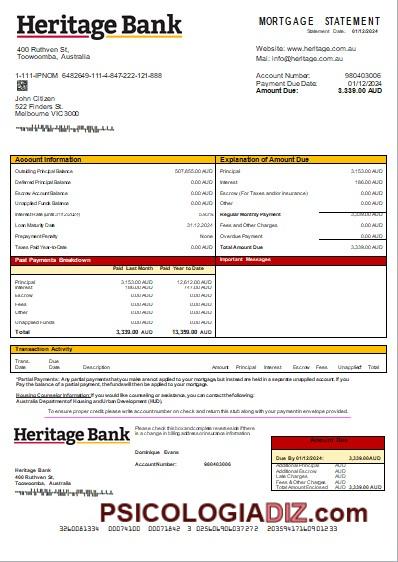 Heritage Bank
MORTGAGE STATEMENT
Statement Date: 01/12/2024
400 Ruthven St,
Toowoomba, Australia
Website: www.heritage.com.au
Mai: info@heritage.com.au
1-111-IPNOM 6482649-111-4-847-222-121-888
Account Number: 980403006
Payment Due Date: 01/12/2024
Amount Due: 3,339.00 AUD
John Citizen
522 Finders St.
Melbourne VIC 3000
Account Information
Outstanding Principal Balance 507,855.00 AUD
Deferred Principal Balance 0.00 AUD
Escrow Account Balance 0.00 AUD
Unapplied Funds Balance 0.00 AUD
Loan Maturity Date 31.12.2024
Prepayment Penalty None
Taxes Paid Year-to-Date 0.00 AUD
Explanation of Amount Due
Principal 3,153.00 AUD
Interest 186.00 AUD
Escrow (For Taxes and/or Insurance) 0.00 AUD
Regular Monthly Payment 3,339.00 AUD
Fees and Other Charges 0.00 AUD
Overdue Payment 0.00 AUD
Total Amount Due 3,339.00 AUD
Past Payments Breakdown
Paid Last Month Paid Year to Date
Principal 3,153.00 AUD 12,612.00 AUD
Interest 186.00 AUD 747.00 AUD
Escrow 0.00 AUD 0.00 AUD
Fees 0.00 AUD 0.00 AUD
Other 0.00 AUD 0.00 AUD
Unapplied Funds 0.00 AUD 0.00 AUD
Total 3,339.00 AUD 13,359.00 AUD
Important Messages
Transaction Activity
Trans. Date Due Date Description Amount Principal Interest Escrow Fees Unapplied* Total
*Partial Payments: Any partial payments that you make are not applied to your mortgage but instead are held in a separate unapplied account. If you
Pay the balance of a partial payment, the funds will then be applied to your mortgage.
Housing Counselor Information: If you would like counseling or assistance, you can contact the following:
Australia Department of Housing and Urban Development (HUD).
To ensure proper credit please write account number on check and return this stub along with your payment in envelope provided.
Heritage Bank
Please check this box and complete reverse side if there
is a change in billing address or insurance information
Dominique Evans
Account Number: 980403006
Heritage Bank
400 Ruthven St,
Toowoomba, Australia
Amount Due
Due By 01/12/2024: 3,339.00 AUD
Additional Principal AUD
Additional Escrow AUD
Late Charges AUD
Fees & Other Charges AUD
Total Amount Enclosed AUD 3,339.00 AUD
PSICOLOGIADIZ.com
3260081334 00074100 00071842 3 025606906037272 20359417160901233